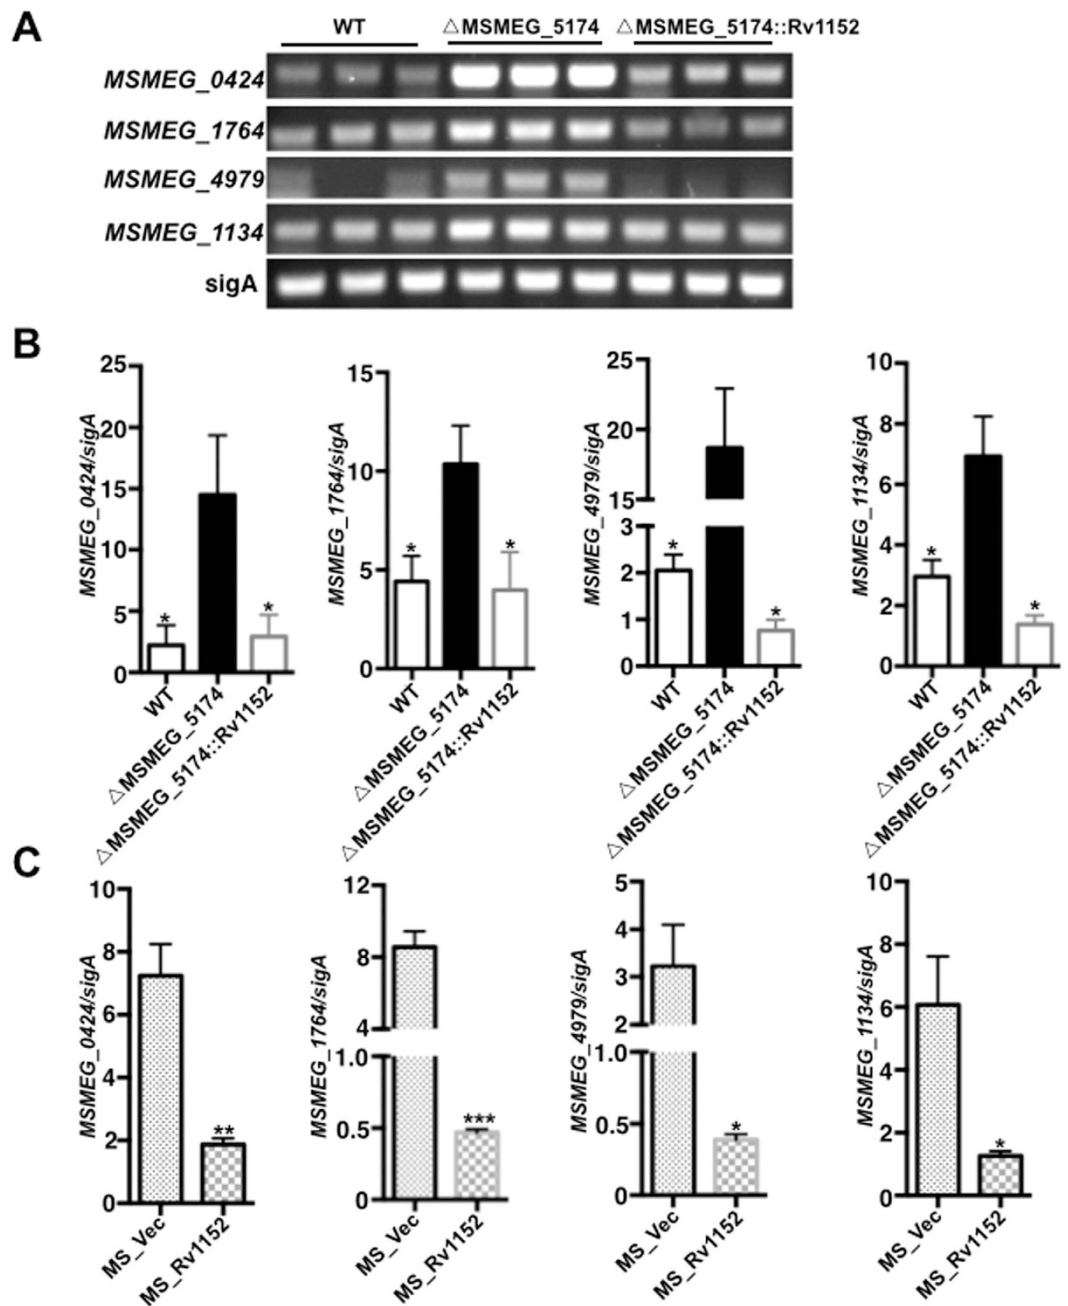 A
WT △MSMEG_5174 △MSMEG_5174::Rv1152
MSMEG_0424
MSMEG_1764
MSMEG_4979
MSMEG_1134
sigA
B
MSMEG_0424/sigA
25
20
15
10
5
0
*
*
WT
△MSMEG_5174
△MSMEG_5174::Rv1152
MSMEG_1764/sigA
15
10
5
0
*
*
WT
△MSMEG_5174
△MSMEG_5174::Rv1152
MSMEG_4979/sigA
25
20
15
3
2
1
0
*
*
WT
△MSMEG_5174
△MSMEG_5174::Rv1152
MSMEG_1134/sigA
10
8
6
4
2
0
*
*
WT
△MSMEG_5174
△MSMEG_5174::Rv1152
C
MSMEG_0424/sigA
10
8
6
4
2
0
**
MS_Vec
MS_Rv1152
MSMEG_1764/sigA
12
8
4
1.0
0.5
0
***
MS_Vec
MS_Rv1152
MSMEG_4979/sigA
5
4
3
2
1.0
0.5
0
*
MS_Vec
MS_Rv1152
MSMEG_1134/sigA
10
8
6
4
2
0
*
MS_Vec
MS_Rv1152